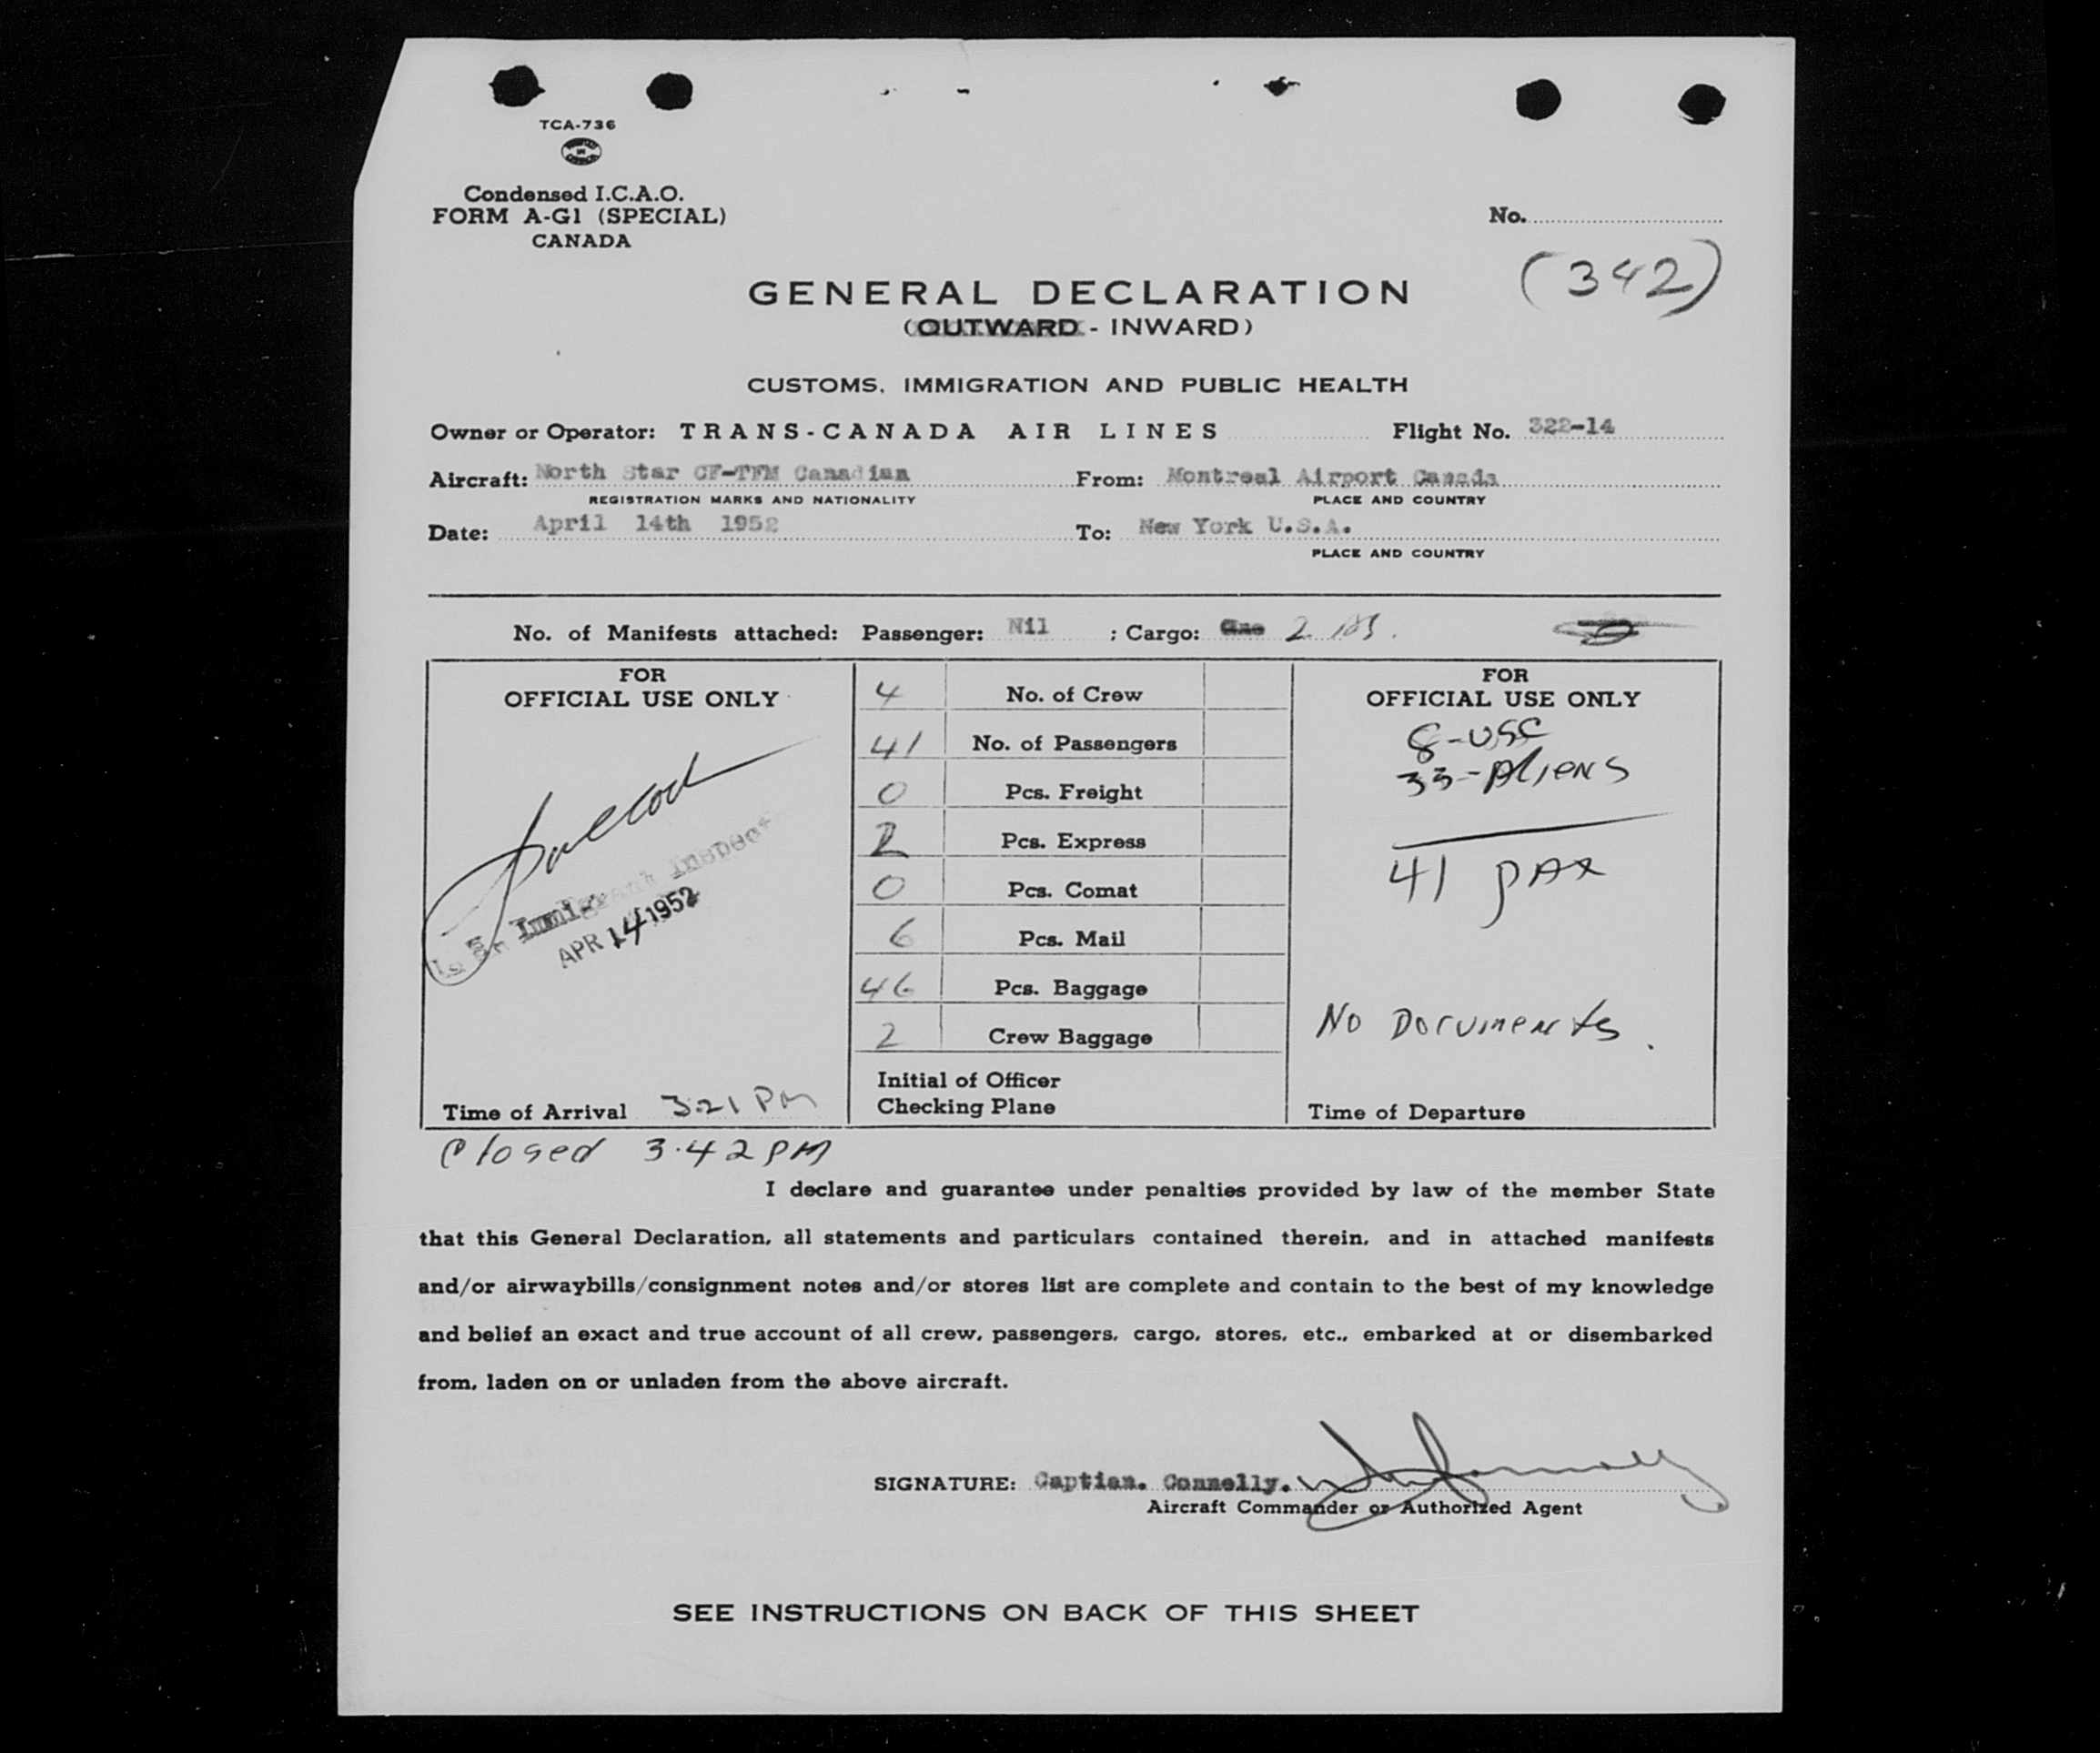 TCA-736
Condensed I.C.A.O.
FORM A-G1 (SPECIAL)
CANADA
No.
(342)
GENERAL DECLARATION
(OUTWARD - INWARD)
CUSTOMS, IMMIGRATION AND PUBLIC HEALTH
Owner or Operator: TRANS-CANADA AIR LINES Flight No. 322-14
Aircraft: North Star CF-TFM Canadian From: Montreal Airport Canada
REGISTRATION MARKS AND NATIONALITY PLACE AND COUNTRY
Date: April 14th 1952 To: New York U.S.A.
PLACE AND COUNTRY
No. of Manifests attached: Passenger: Nil ; Cargo: One 2
FOR
OFFICIAL USE ONLY
Immigrant Inspector
APR 14 1952
Time of Arrival 3:21 PM
4 No. of Crew
41 No. of Passengers
0 Pcs. Freight
2 Pcs. Express
0 Pcs. Comat
6 Pcs. Mail
46 Pcs. Baggage
2 Crew Baggage
Initial of Officer
Checking Plane
FOR
OFFICIAL USE ONLY
8-USC
33-Aliens
41 pax
No Documents.
Time of Departure
Closed 3.42 PM
I declare and guarantee under penalties provided by law of the member State
that this General Declaration, all statements and particulars contained therein, and in attached manifests
and/or airwaybills/consignment notes and/or stores list are complete and contain to the best of my knowledge
and belief an exact and true account of all crew, passengers, cargo, stores, etc., embarked at or disembarked
from, laden on or unladen from the above aircraft.
SIGNATURE: Captian. Connelly.
Aircraft Commander or Authorized Agent
SEE INSTRUCTIONS ON BACK OF THIS SHEET